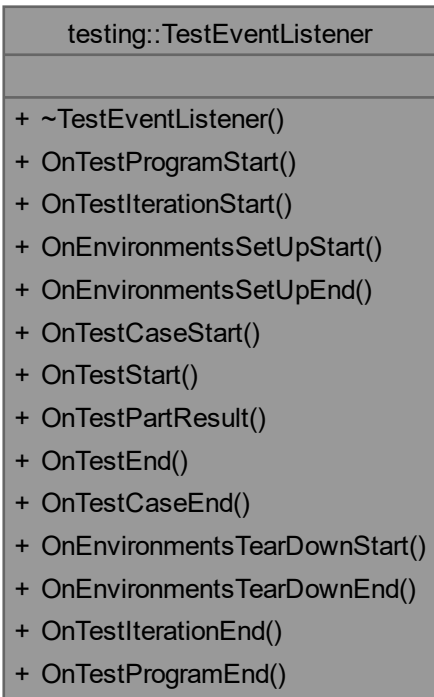 testing::TestEventListener
+ ~TestEventListener()
+ OnTestProgramStart()
+ OnTestIterationStart()
+ OnEnvironmentsSetUpStart()
+ OnEnvironmentsSetUpEnd()
+ OnTestCaseStart()
+ OnTestStart()
+ OnTestPartResult()
+ OnTestEnd()
+ OnTestCaseEnd()
+ OnEnvironmentsTearDownStart()
+ OnEnvironmentsTearDownEnd()
+ OnTestIterationEnd()
+ OnTestProgramEnd()